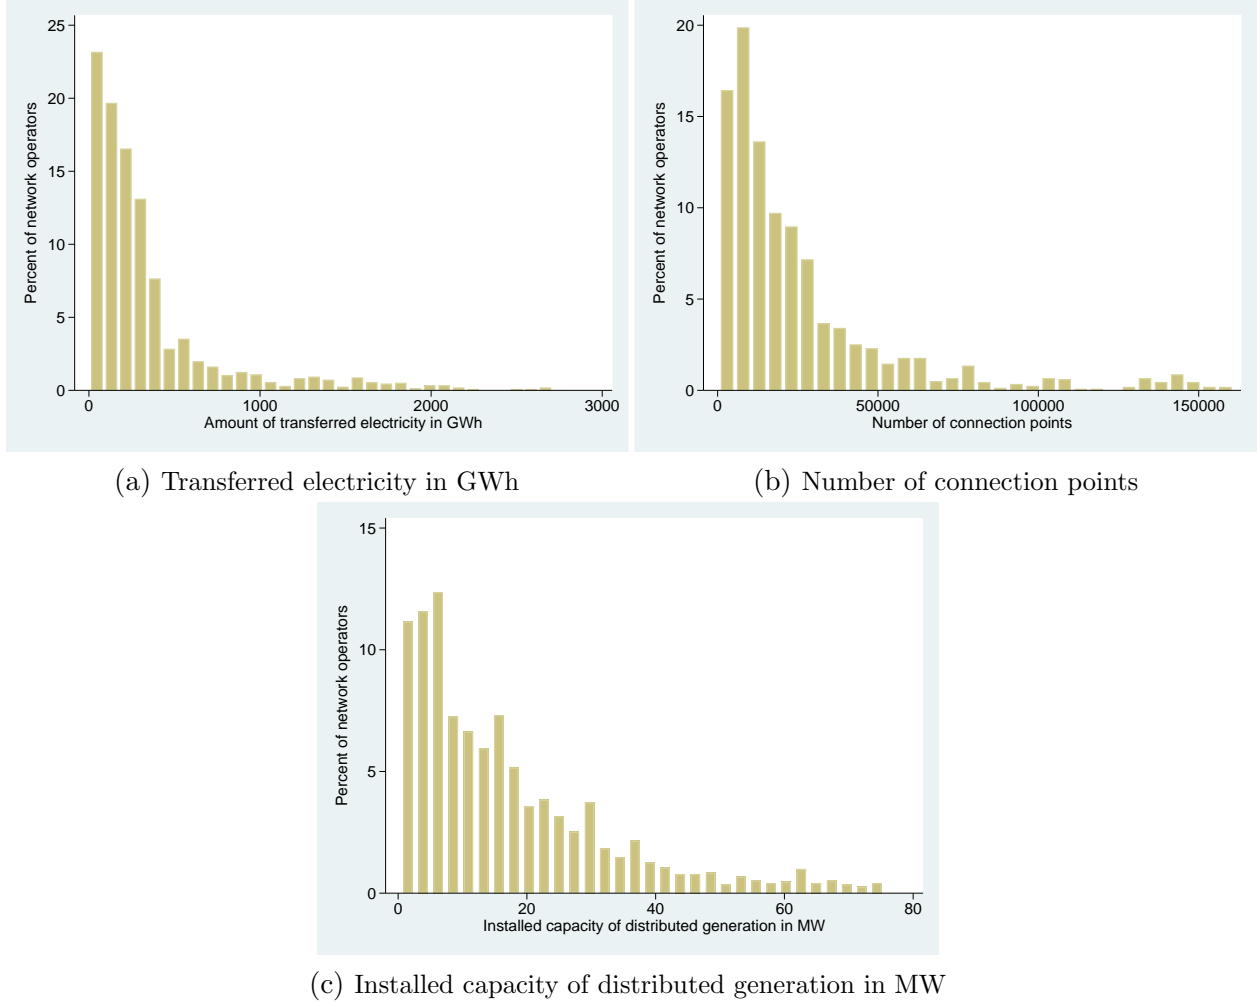 25
20
15
10
5
0
Percent of network operators
0 1000 2000 3000
Amount of transferred electricity in GWh
(a) Transferred electricity in GWh
20
15
10
5
0
Percent of network operators
0 50000 100000 150000
Number of connection points
(b) Number of connection points
15
10
5
0
Percent of network operators
0 20 40 60 80
Installed capacity of distributed generation in MW
(c) Installed capacity of distributed generation in MW